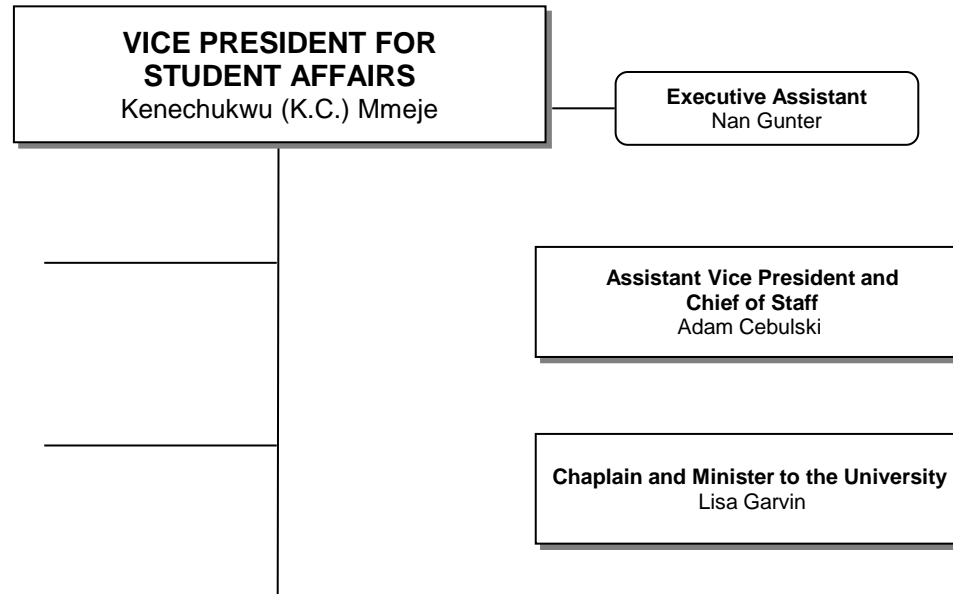 VICE PRESIDENT FOR
STUDENT AFFAIRS
Kenechukwu (K.C.) Mmeje
Executive Assistant
Nan Gunter
Assistant Vice President and
Chief of Staff
Adam Cebulski
Chaplain and Minister to the University
Lisa Garvin